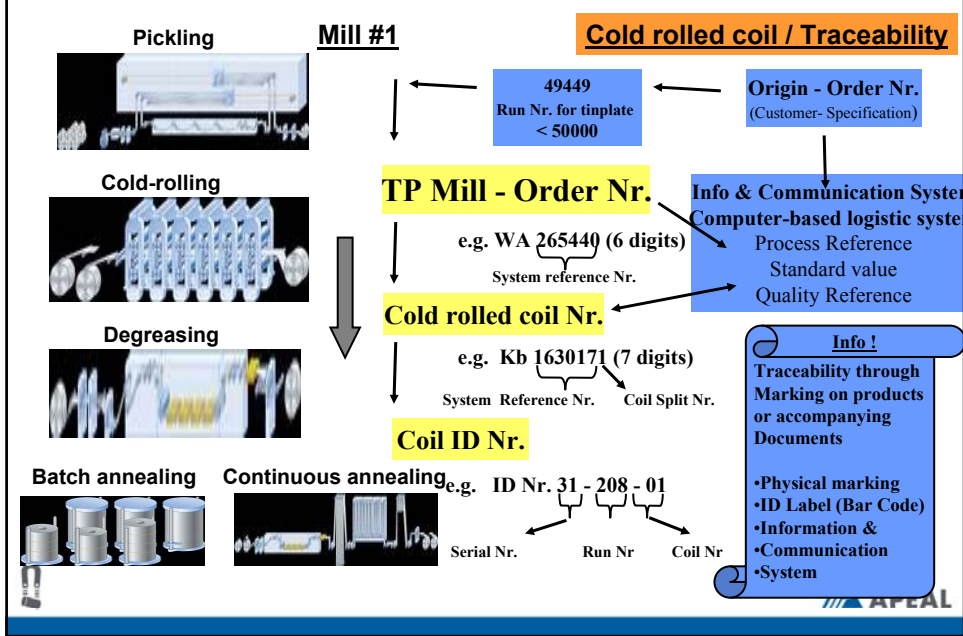 Pickling
Mill #1
Cold rolled coil / Traceability
49449
Run Nr. for tinplate
< 50000
Origin - Order Nr.
(Customer- Specification)
Cold-rolling
TP Mill - Order Nr.
e.g. WA 265440 (6 digits)
System reference Nr.
Info & Communication System
Computer-based logistic system
Process Reference
Standard value
Quality Reference
Cold rolled coil Nr.
Degreasing
e.g. Kb 1630171 (7 digits)
System Reference Nr.
Coil Split Nr.
Coil ID Nr.
Info !
Traceability through
Marking on products
or accompanying
Documents
•Physical marking
•ID Label (Bar Code)
•Information &
•Communication
•System
Batch annealing
Continuous annealing
e.g. ID Nr. 31 - 208 - 01
Serial Nr.
Run Nr
Coil Nr
APEAL